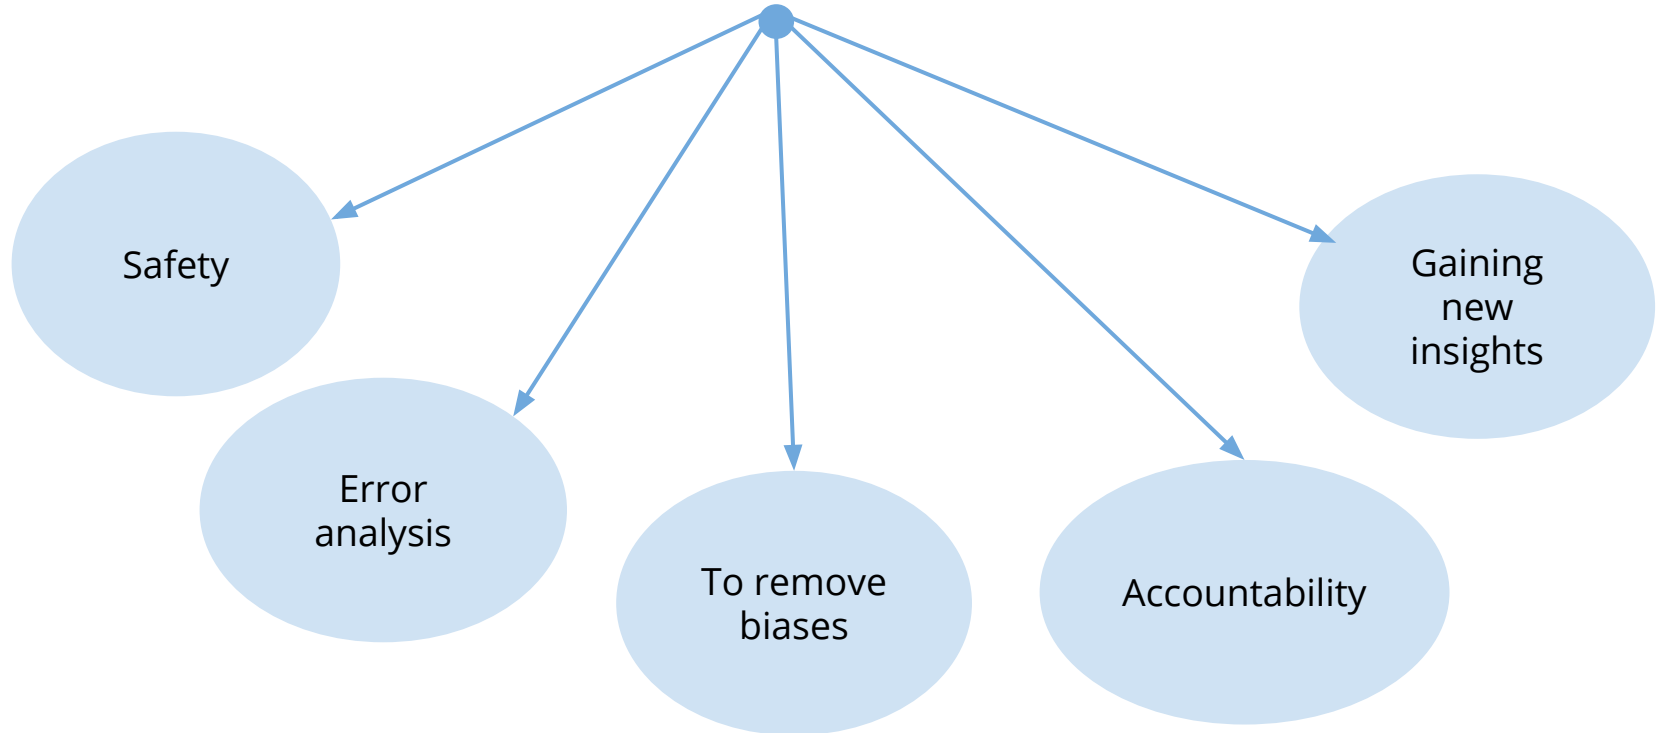 Safety
Error
analysis
To remove
biases
Accountability
Gaining
new
insights